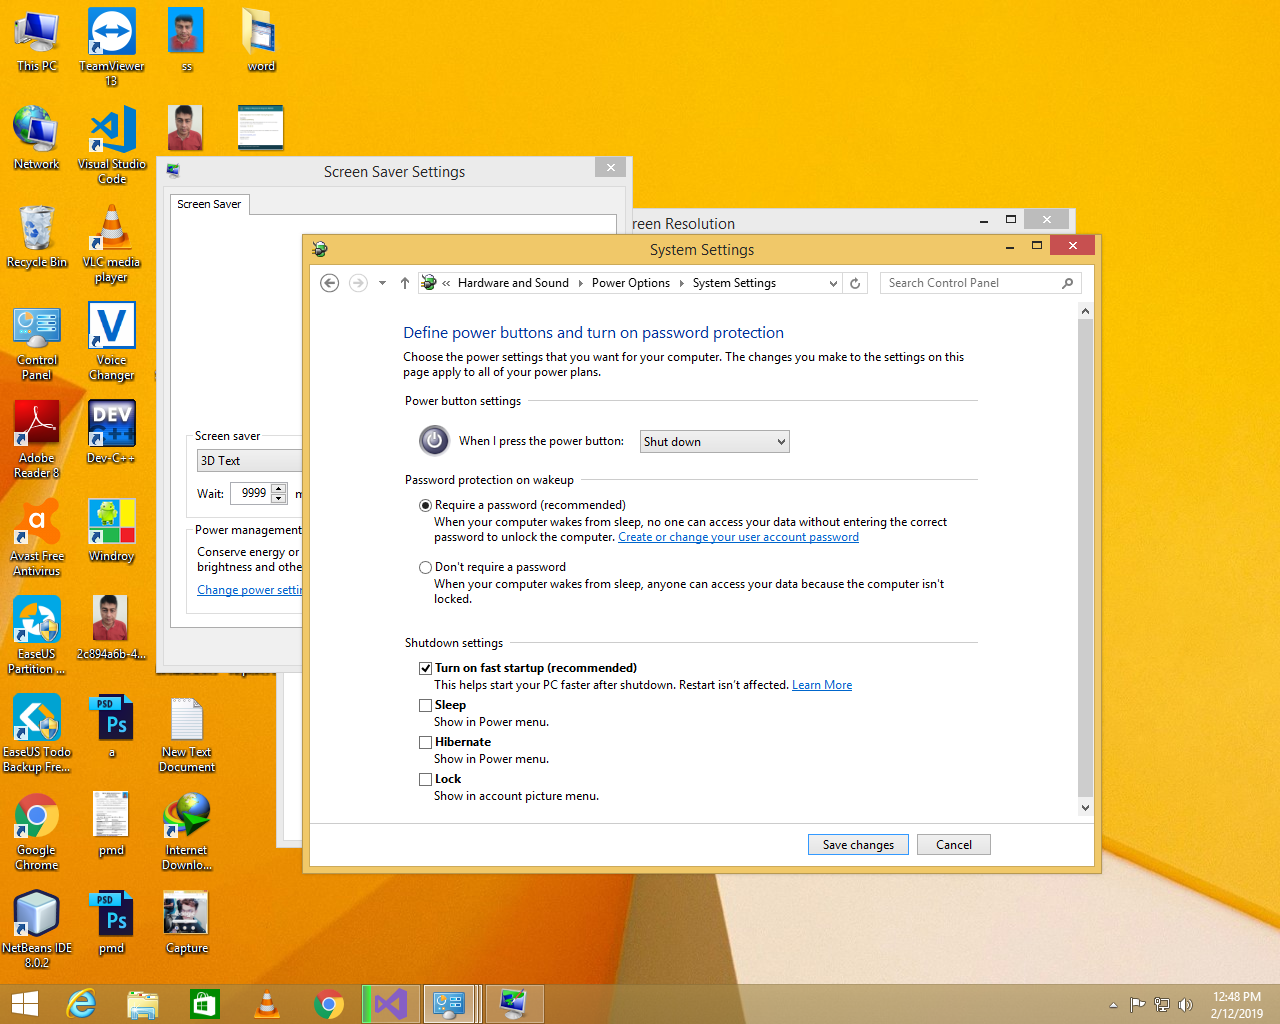 This PC
TeamViewer
13
ss
word
Network
Visual Studio
Code
Recycle Bin
VLC media
player
Control
Panel
Voice
Changer
Adobe
Reader 8
DEV
C++
Dev-C++
Avast Free
Antivirus
Windroy
EaseUS
Partition ...
2c894a6b-4...
EaseUS Todo
Backup Fre...
PSD
Ps
a
New Text
Document
Google
Chrome
pmd
Internet
Downlo...
NetBeans IDE
8.0.2
PSD
Ps
pmd
Capture
Screen Saver Settings
Screen Saver
Screen saver
3D Text
Wait: 9999 m
Power management
Conserve energy or
brightness and othe
Change power settin
reen Resolution
System Settings
« Hardware and Sound Power Options System Settings
Search Control Panel
Define power buttons and turn on password protection
Choose the power settings that you want for your computer. The changes you make to the settings on this
page apply to all of your power plans.
Power button settings
When I press the power button: Shut down
Password protection on wakeup
Require a password (recommended)
When your computer wakes from sleep, no one can access your data without entering the correct
password to unlock the computer. Create or change your user account password
Don't require a password
When your computer wakes from sleep, anyone can access your data because the computer isn't
locked.
Shutdown settings
Turn on fast startup (recommended)
This helps start your PC faster after shutdown. Restart isn't affected. Learn More
Sleep
Show in Power menu.
Hibernate
Show in Power menu.
Lock
Show in account picture menu.
Save changes Cancel
12:48 PM
2/12/2019